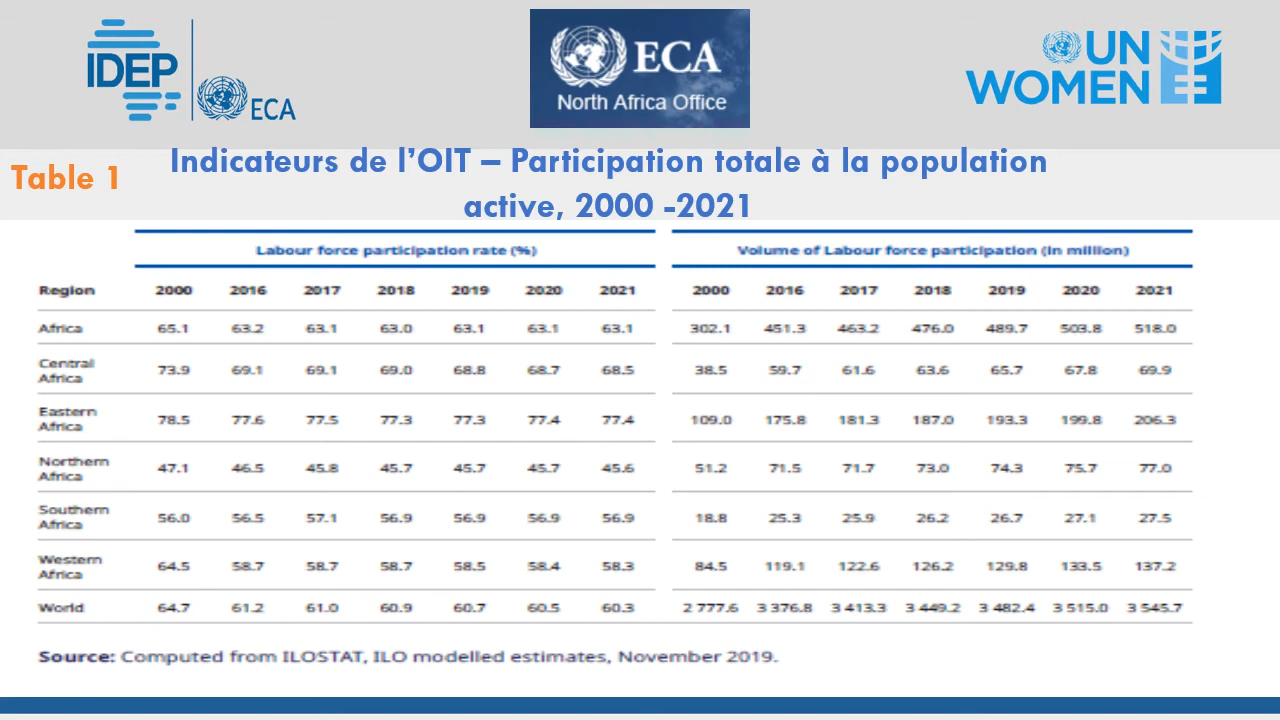 IDEP
ECA
ECA
North Africa Office
UN
WOMEN
Table 1
Indicateurs de l’OIT – Participation totale à la population
active, 2000 -2021
Labour force participation rate (%) Volume of Labour force participation (in million)
Region 2000 2016 2017 2018 2019 2020 2021 2000 2016 2017 2018 2019 2020 2021
Africa 65.1 63.2 63.1 63.0 63.1 63.1 63.1 302.1 451.3 463.2 476.0 489.7 503.8 518.0
Central
Africa 73.9 69.1 69.1 69.0 68.8 68.7 68.5 38.5 59.7 61.6 63.6 65.7 67.8 69.9
Eastern
Africa 78.5 77.6 77.5 77.3 77.3 77.4 77.4 109.0 175.8 181.3 187.0 193.3 199.8 206.3
Northern
Africa 47.1 46.5 45.8 45.7 45.7 45.7 45.6 51.2 71.5 71.7 73.0 74.3 75.7 77.0
Southern
Africa 56.0 56.5 57.1 56.9 56.9 56.9 56.9 18.8 25.3 25.9 26.2 26.7 27.1 27.5
Western
Africa 64.5 58.7 58.7 58.7 58.5 58.4 58.3 84.5 119.1 122.6 126.2 129.8 133.5 137.2
World 64.7 61.2 61.0 60.9 60.7 60.5 60.3 2 777.6 3 376.8 3 413.3 3 449.2 3 482.4 3 515.0 3 545.7
Source: Computed from ILOSTAT, ILO modelled estimates, November 2019.